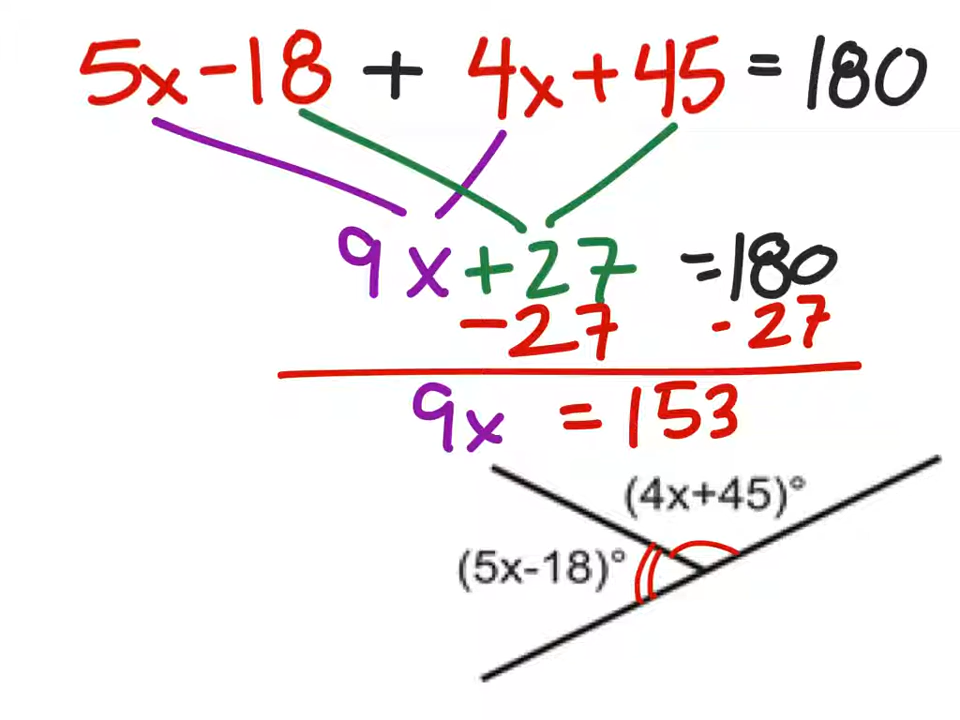 5x-18 + 4x+45 = 180
9x+27 =180
-27 -27
9x =153
(4x+45)°
(5x-18)°